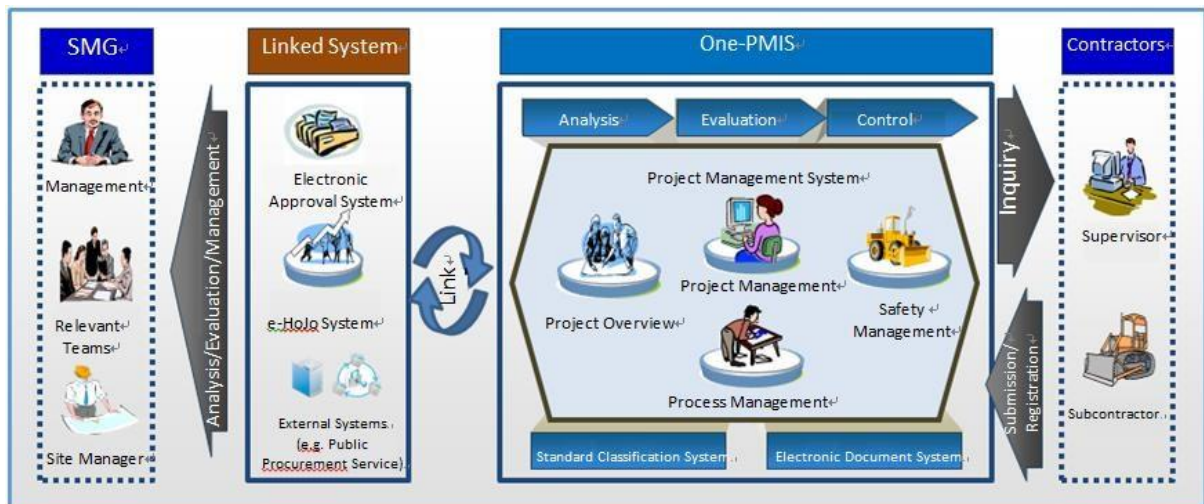 SMG
Linked System
One-PMIS
Contractors
Management
Relevant
Teams
Site Manager
Analysis/Evaluation/Management
Electronic
Approval System
e-HoJo System
External Systems
(e.g. Public
Procurement Service)
Link
Analysis
Evaluation
Control
Project Management System
Project Overview
Project Management
Safety
Management
Process Management
Standard Classification System
Electronic Document System
Inquiry
Submission/
Registration
Supervisor
Subcontractor